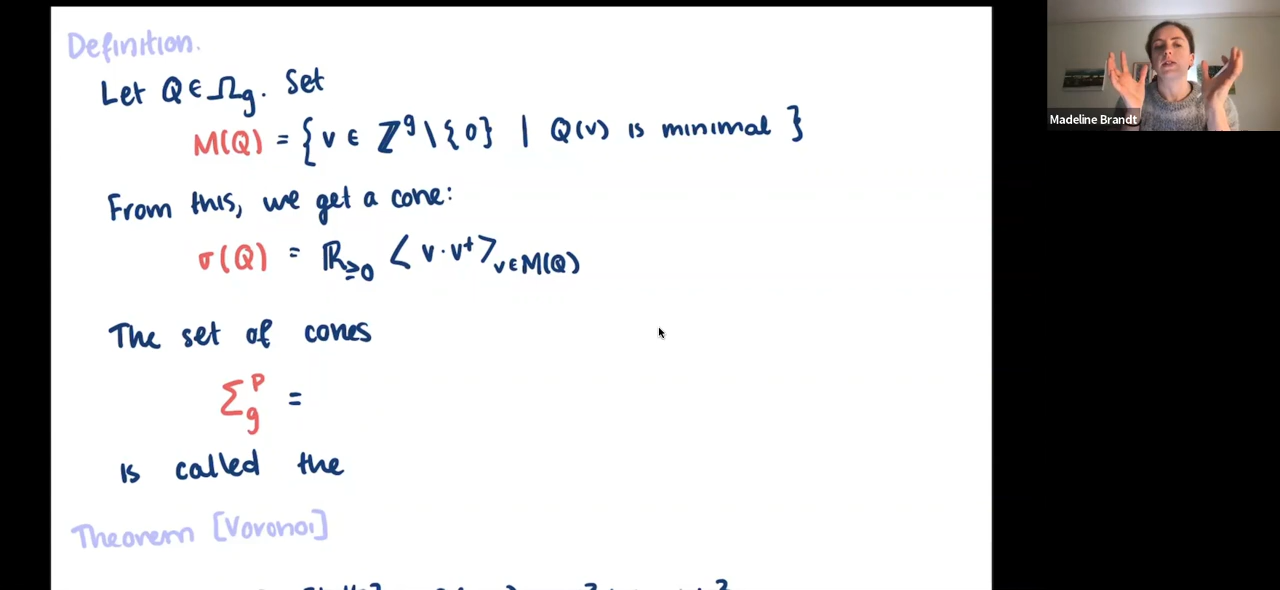 Definition.
Let Q ∈ Ω_g. Set
M(Q) = { v ∈ ℤ^g \ {0} | Q(v) is minimal }
From this, we get a cone:
σ(Q) = ℝ_≥0 < v · v^t >_v∈M(Q)
The set of cones
Σ_g^P =
is called the
Theorem [Voronoi]
Madeline Brandt